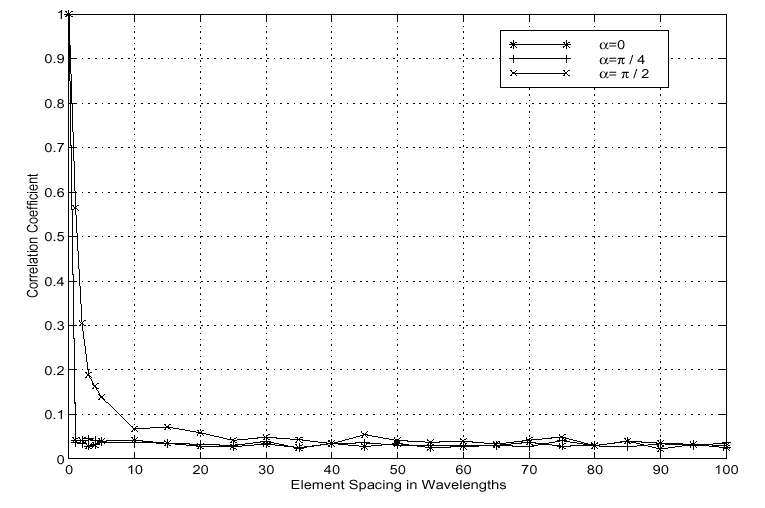 1
0.9
0.8
0.7
0.6
0.5
0.4
0.3
0.2
0.1
0
Correlation Coefficient
α=0
α=π / 4
α= π / 2
0 10 20 30 40 50 60 70 80 90 100
Element Spacing in Wavelengths